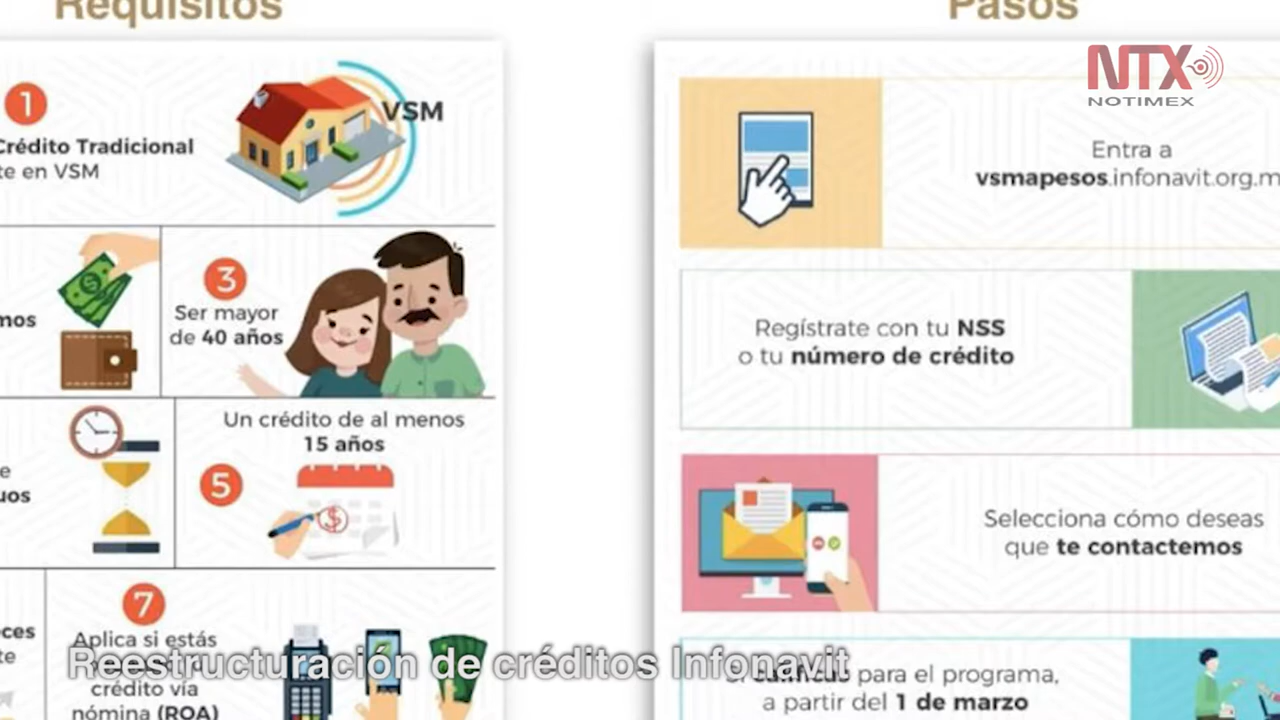 Requisitos
1
Crédito Tradicional
te en VSM
VSM
mos
3
Ser mayor
de 40 años
e
uos
Un crédito de al menos
15 años
5
$
eces
te
7
Aplica si estás
crédito vía
nómina (ROA)
Pasos
NTX
NOTIMEX
Entra a
vsmapesos.infonavit.org.m
Regístrate con tu NSS
o tu número de crédito
Selecciona cómo deseas
que te contactemos
para el programa,
a partir del 1 de marzo
Reestructuración de créditos Infonavit